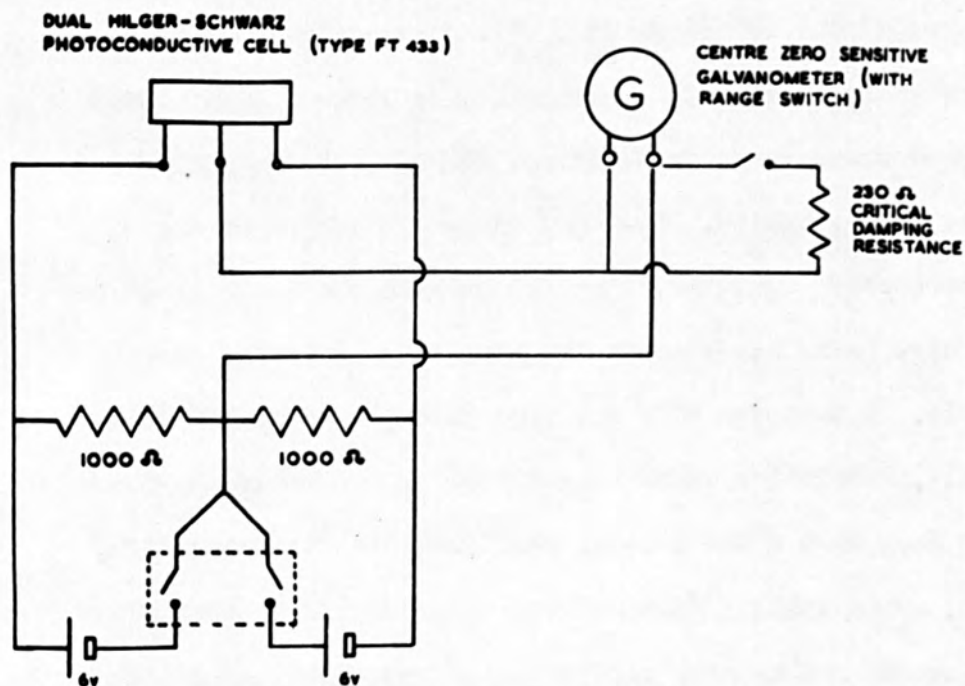 DUAL HILGER-SCHWARZ
PHOTOCONDUCTIVE CELL (TYPE FT 433)
CENTRE ZERO SENSITIVE
GALVANOMETER (WITH
RANGE SWITCH)
G
230 Ω
CRITICAL
DAMPING
RESISTANCE
1000 Ω
1000 Ω
6V
6V